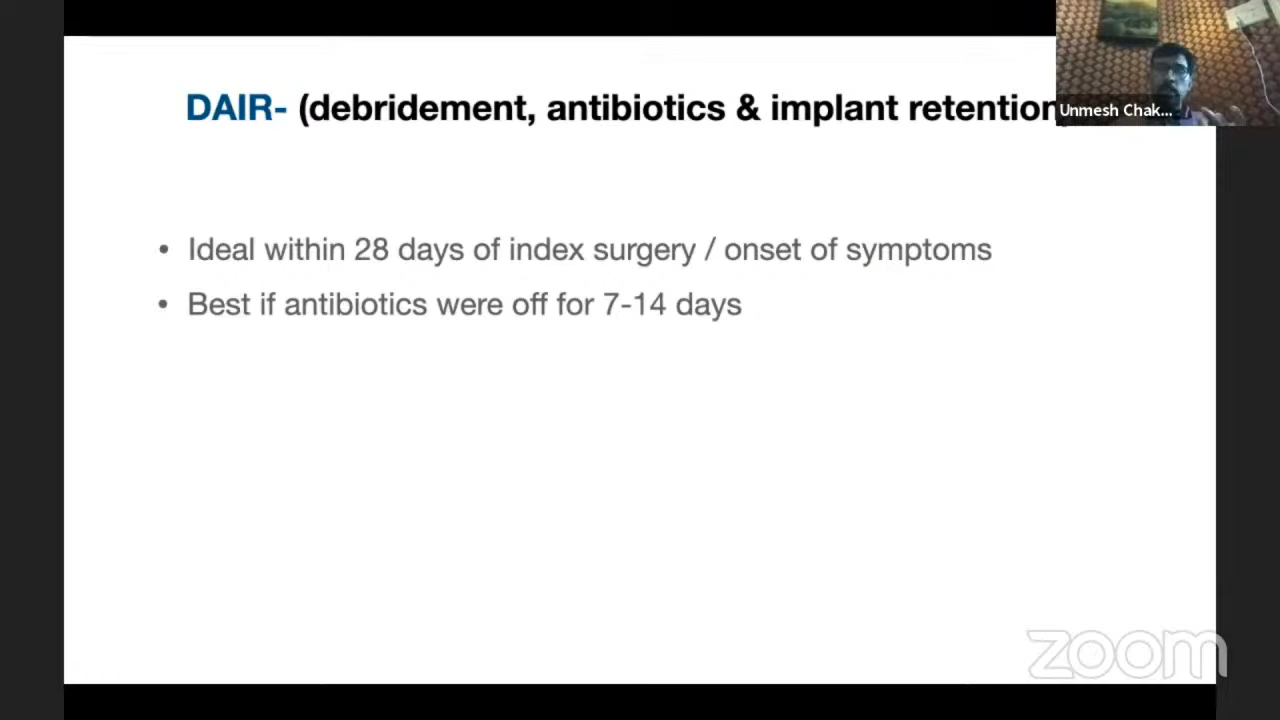 DAIR- (debridement, antibiotics & implant retention)
Unmesh Chak...
• Ideal within 28 days of index surgery / onset of symptoms
• Best if antibiotics were off for 7-14 days
zoom